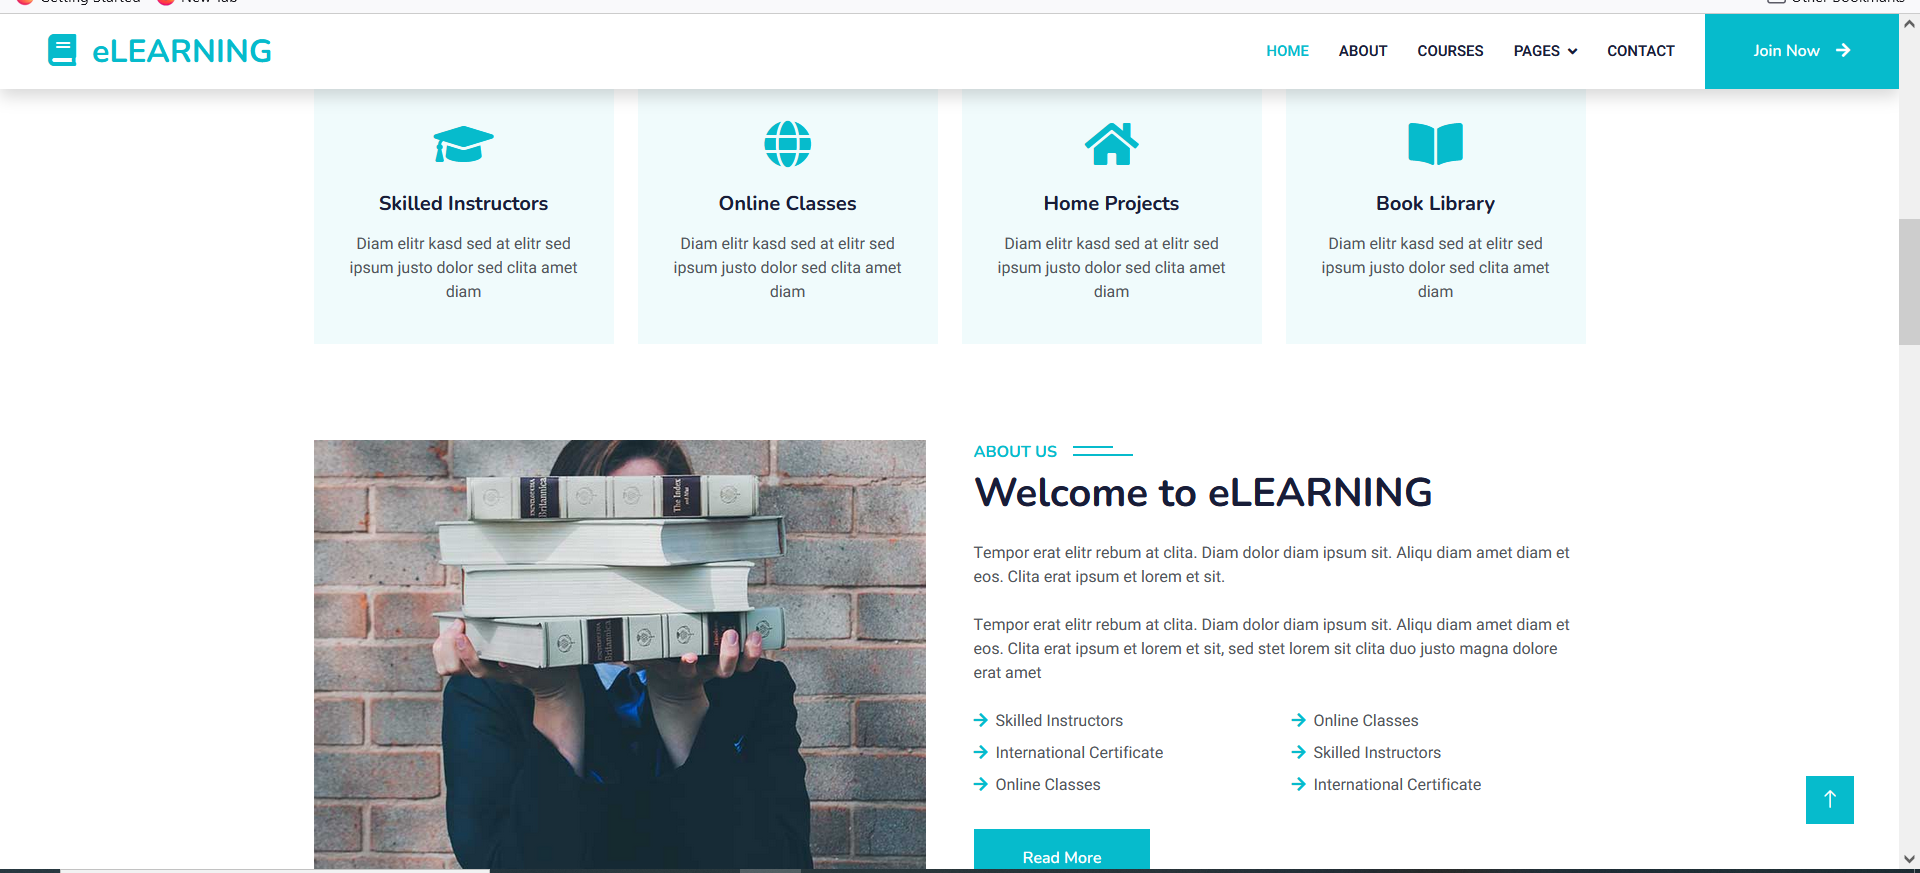 eLEARNING
HOME ABOUT COURSES PAGES CONTACT Join Now
Skilled Instructors
Diam elitr kasd sed at elitr sed
ipsum justo dolor sed clita amet
diam
Online Classes
Diam elitr kasd sed at elitr sed
ipsum justo dolor sed clita amet
diam
Home Projects
Diam elitr kasd sed at elitr sed
ipsum justo dolor sed clita amet
diam
Book Library
Diam elitr kasd sed at elitr sed
ipsum justo dolor sed clita amet
diam
Britannica
The Index
Britannica
ABOUT US
Welcome to eLEARNING
Tempor erat elitr rebum at clita. Diam dolor diam ipsum sit. Aliqu diam amet diam et
eos. Clita erat ipsum et lorem et sit.
Tempor erat elitr rebum at clita. Diam dolor diam ipsum sit. Aliqu diam amet diam et
eos. Clita erat ipsum et lorem et sit, sed stet lorem sit clita duo justo magna dolore
erat amet
Skilled Instructors
Online Classes
International Certificate
Skilled Instructors
Online Classes
International Certificate
Read More